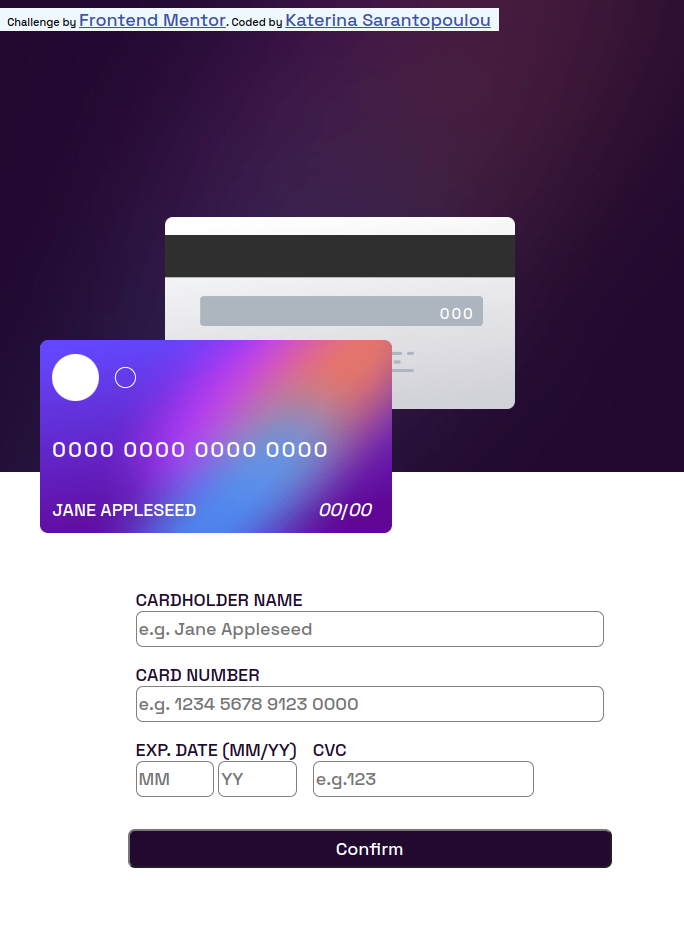 Challenge by Frontend Mentor. Coded by Katerina Sarantopoulou
000
0000 0000 0000 0000
JANE APPLESEED 00/00
CARDHOLDER NAME
e.g. Jane Appleseed
CARD NUMBER
e.g. 1234 5678 9123 0000
EXP. DATE (MM/YY) CVC
MM YY e.g.123
Confirm